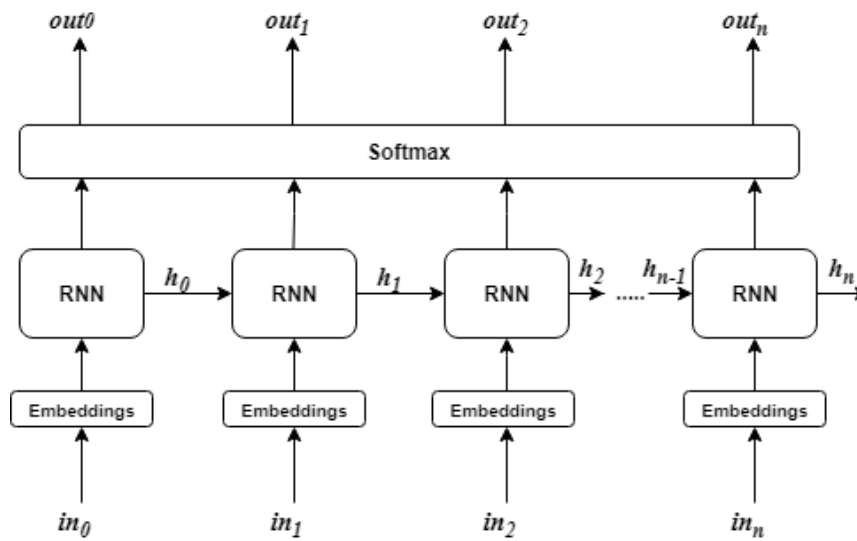 out0 out₁ out₂ outₙ
Softmax
h₀ h₁ h₂ hₙ₋₁ hₙ
RNN RNN RNN ..... RNN
Embeddings Embeddings Embeddings Embeddings
in₀ in₁ in₂ inₙ